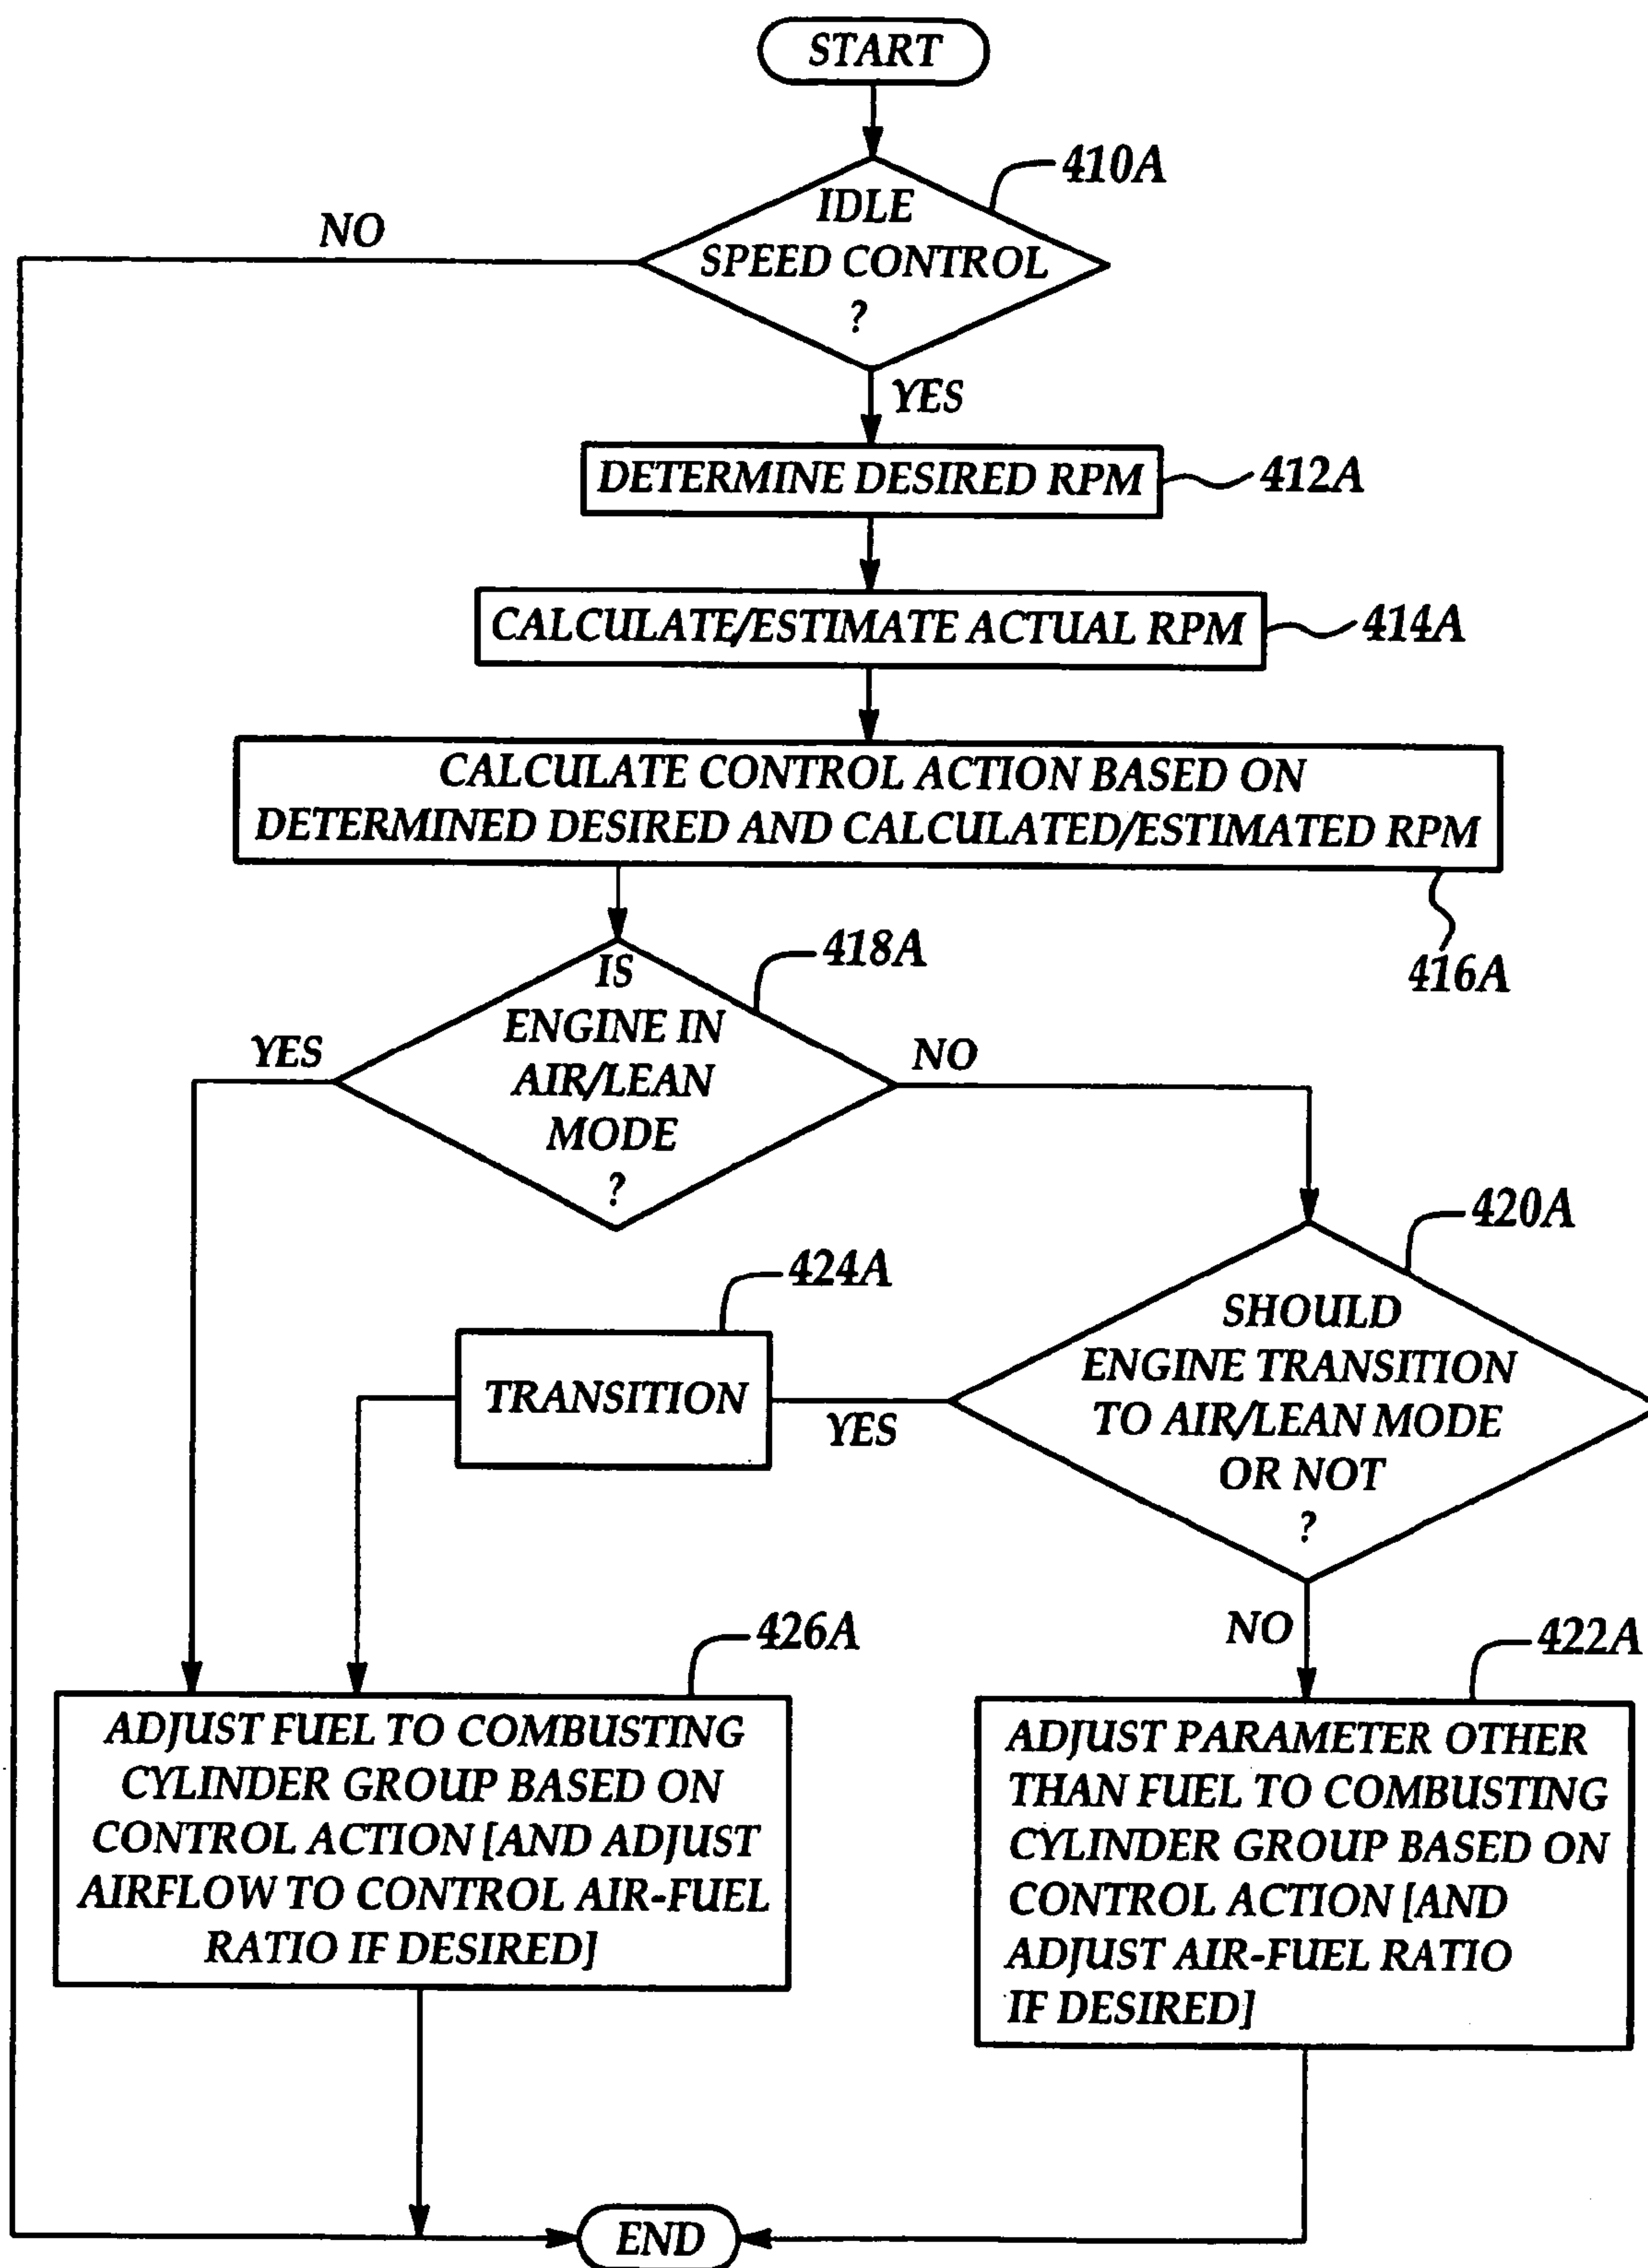 START
410A
IDLE
SPEED CONTROL
?
NO
YES
DETERMINE DESIRED RPM
412A
CALCULATE/ESTIMATE ACTUAL RPM
414A
CALCULATE CONTROL ACTION BASED ON
DETERMINED DESIRED AND CALCULATED/ESTIMATED RPM
416A
418A
IS
ENGINE IN
AIR/LEAN
MODE
?
YES
NO
420A
SHOULD
ENGINE TRANSITION
TO AIR/LEAN MODE
OR NOT
?
424A
TRANSITION
YES
NO
426A
ADJUST FUEL TO COMBUSTING
CYLINDER GROUP BASED ON
CONTROL ACTION [AND ADJUST
AIRFLOW TO CONTROL AIR-FUEL
RATIO IF DESIRED]
422A
ADJUST PARAMETER OTHER
THAN FUEL TO COMBUSTING
CYLINDER GROUP BASED ON
CONTROL ACTION [AND
ADJUST AIR-FUEL RATIO
IF DESIRED]
END